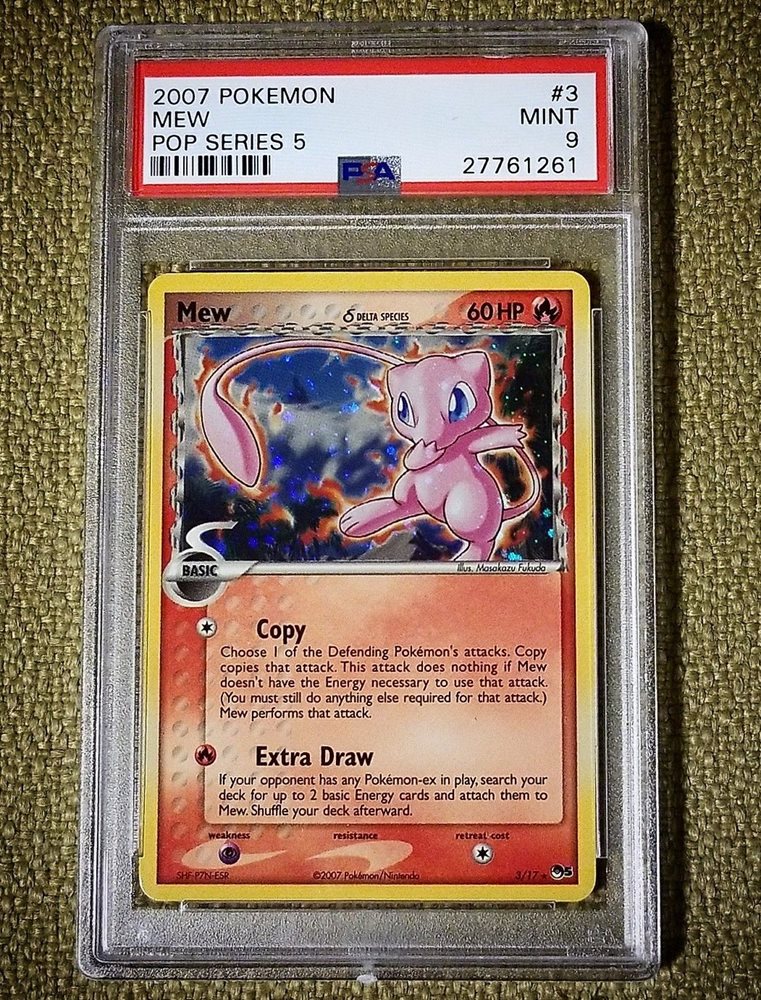 2007 POKEMON #3
MEW MINT
POP SERIES 5 9
PSA 27761261
Mew δ DELTA SPECIES 60 HP
BASIC
Illus. Masakazu Fukuda
Copy
Choose 1 of the Defending Pokémon's attacks. Copy
copies that attack. This attack does nothing if Mew
doesn't have the Energy necessary to use that attack.
(You must still do anything else required for that attack.)
Mew performs that attack.
Extra Draw
If your opponent has any Pokémon-ex in play, search your
deck for up to 2 basic Energy cards and attach them to
Mew. Shuffle your deck afterward.
weakness resistance retreat cost
SHF-P7N-ESR ©2007 Pokémon/Nintendo 3/17 ★ 5